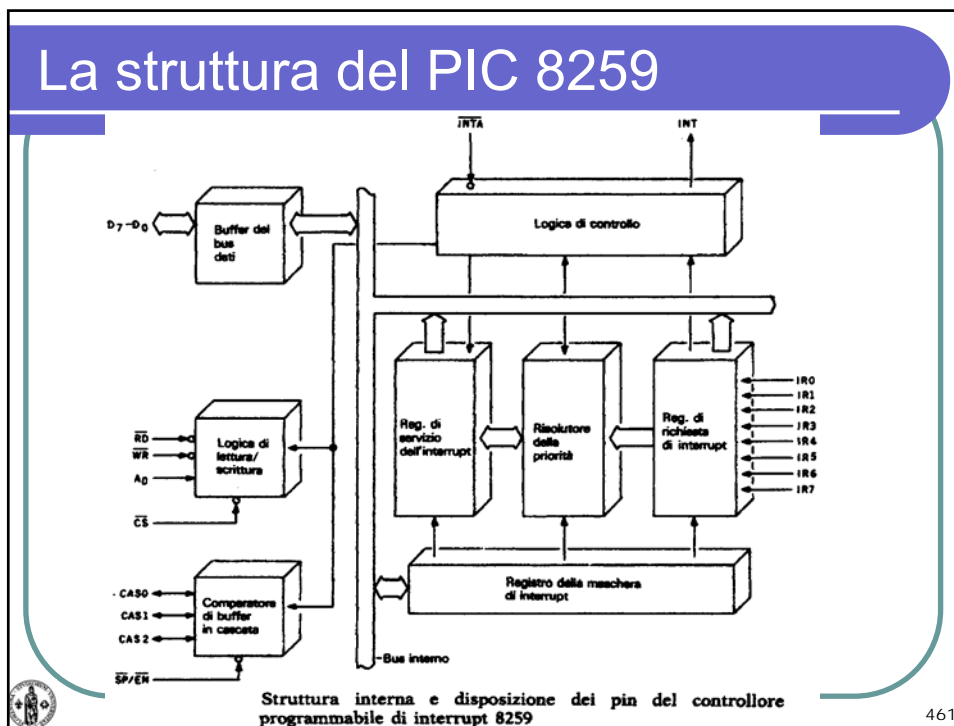 La struttura del PIC 8259
INTA
INT
D7-D0
Buffer del
bus
dati
Logica di controllo
RD
WR
A0
CS
Logica di
lettura/
scrittura
Reg. di
servizio
dell'interrupt
Risolutore
della
priorità
Reg. di
richiesta
di interrupt
IR0
IR1
IR2
IR3
IR4
IR5
IR6
IR7
CAS0
CAS1
CAS2
SP/EN
Comparatore
di buffer
in cascata
Registro della maschera
di interrupt
Bus interno
Struttura interna e disposizione dei pin del controllore
programmabile di interrupt 8259
461